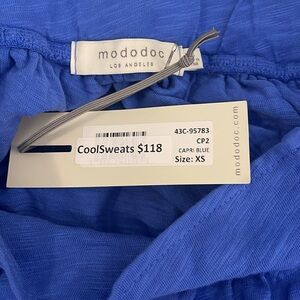 mododoc
LOS ANGELES
43C-95783
CP2
CAPRI BLUE
Size: XS
CoolSweats $118
mododoc.com